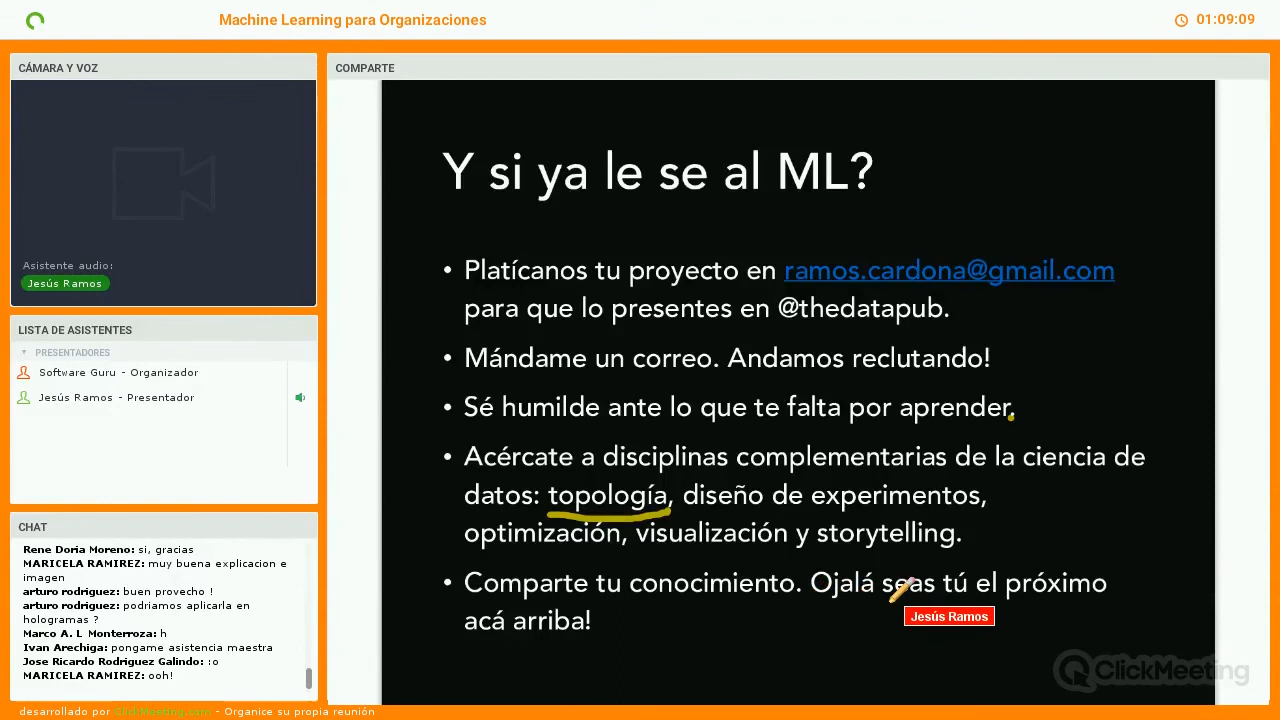 Machine Learning para Organizaciones
01:09:09
CÁMARA Y VOZ
Asistente audio:
Jesús Ramos
LISTA DE ASISTENTES
PRESENTADORES
Software Guru - Organizador
Jesús Ramos - Presentador
CHAT
Rene Doria Moreno: si, gracias
MARICELA RAMIREZ: muy buena explicacion e
imagen
arturo rodriguez: buen provecho !
arturo rodriguez: podriamos aplicarla en
hologramas ?
Marco A. L Monterroza: h
Ivan Arechiga: pongame asistencia maestra
Jose Ricardo Rodriguez Galindo: :o
MARICELA RAMIREZ: ooh!
COMPARTE
Y si ya le se al ML?
• Platícanos tu proyecto en ramos.cardona@gmail.com
para que lo presentes en @thedatapub.
• Mándame un correo. Andamos reclutando!
• Sé humilde ante lo que te falta por aprender.
• Acércate a disciplinas complementarias de la ciencia de
datos: topología, diseño de experimentos,
optimización, visualización y storytelling.
• Comparte tu conocimiento. Ojalá seas tú el próximo
acá arriba!
Jesús Ramos
ClickMeeting
desarrollado por ClickMeeting.com - Organice su propia reunión